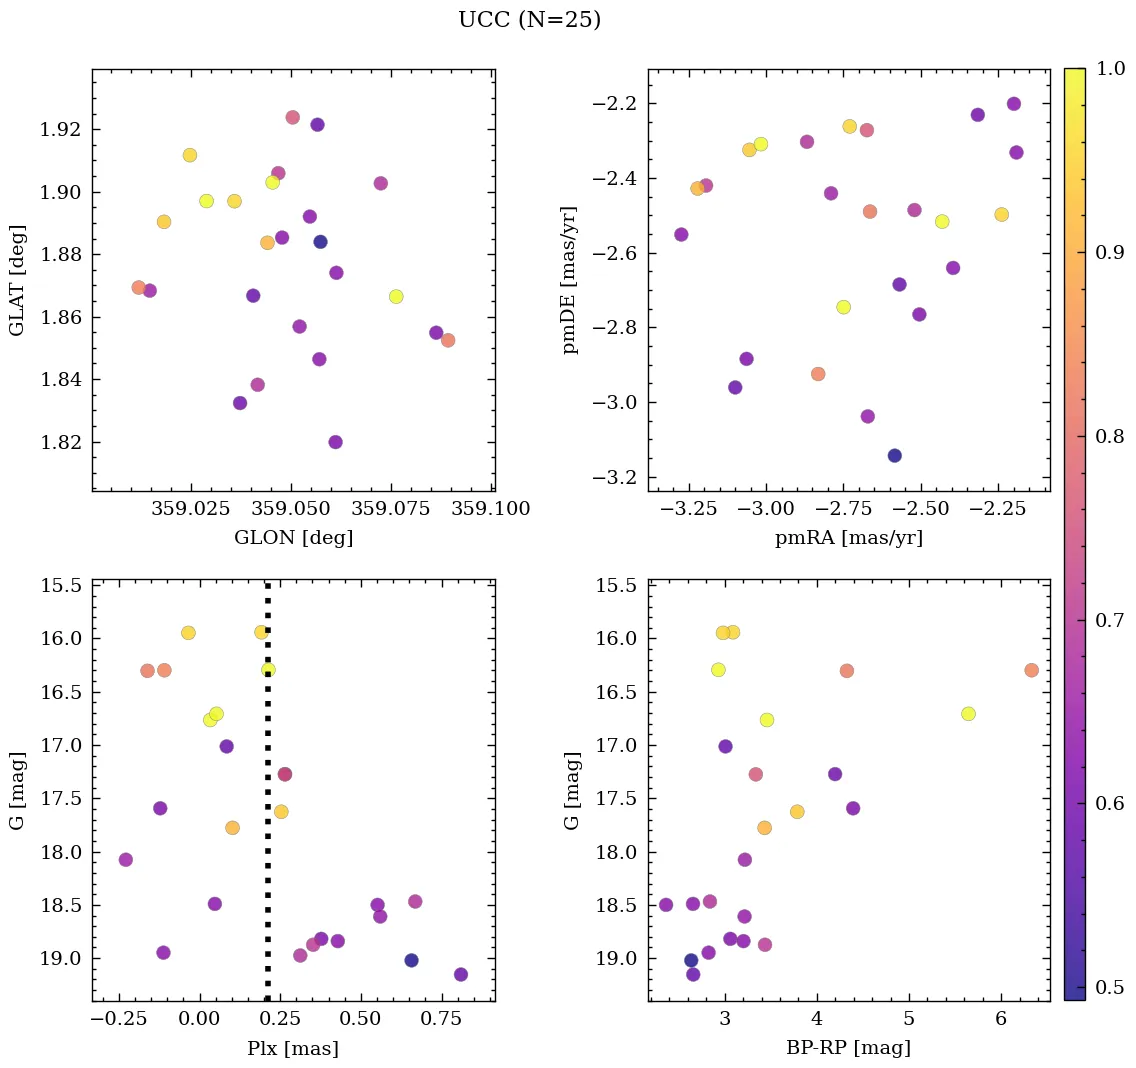 UCC (N=25)
1.92
1.90
1.88
1.86
1.84
1.82
GLAT [deg]
359.025 359.050 359.075 359.100
GLON [deg]
−2.2
−2.4
−2.6
−2.8
−3.0
−3.2
pmDE [mas/yr]
−3.25 −3.00 −2.75 −2.50 −2.25
pmRA [mas/yr]
1.0
0.9
0.8
0.7
0.6
0.5
15.5
16.0
16.5
17.0
17.5
18.0
18.5
19.0
G [mag]
−0.25 0.00 0.25 0.50 0.75
Plx [mas]
15.5
16.0
16.5
17.0
17.5
18.0
18.5
19.0
G [mag]
3 4 5 6
BP-RP [mag]